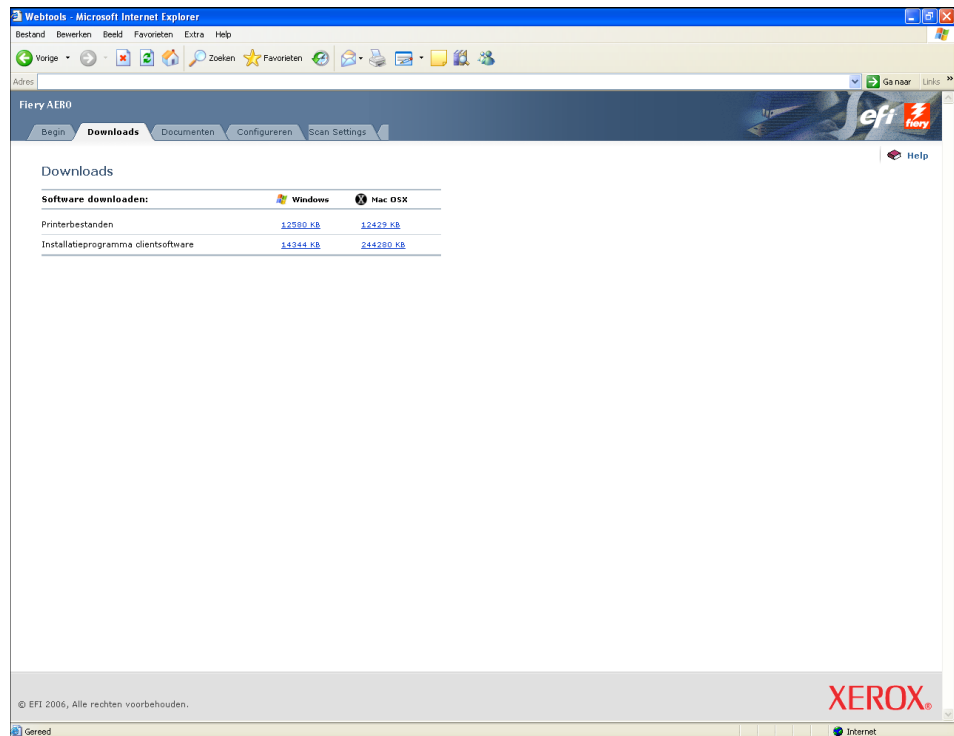 Webtools - Microsoft Internet Explorer
Bestand Bewerken Beeld Favorieten Extra Help
Vorige Zoeken Favorieten
Adres Ga naar Links »
Fiery AERO
efi fiery
Begin Downloads Documenten Configureren Scan Settings
Help
Downloads
Software downloaden: Windows Mac OSX
Printerbestanden 12580 KB 12429 KB
Installatieprogramma clientsoftware 14344 KB 244280 KB
XEROX®
© EFI 2006, Alle rechten voorbehouden.
Gereed Internet